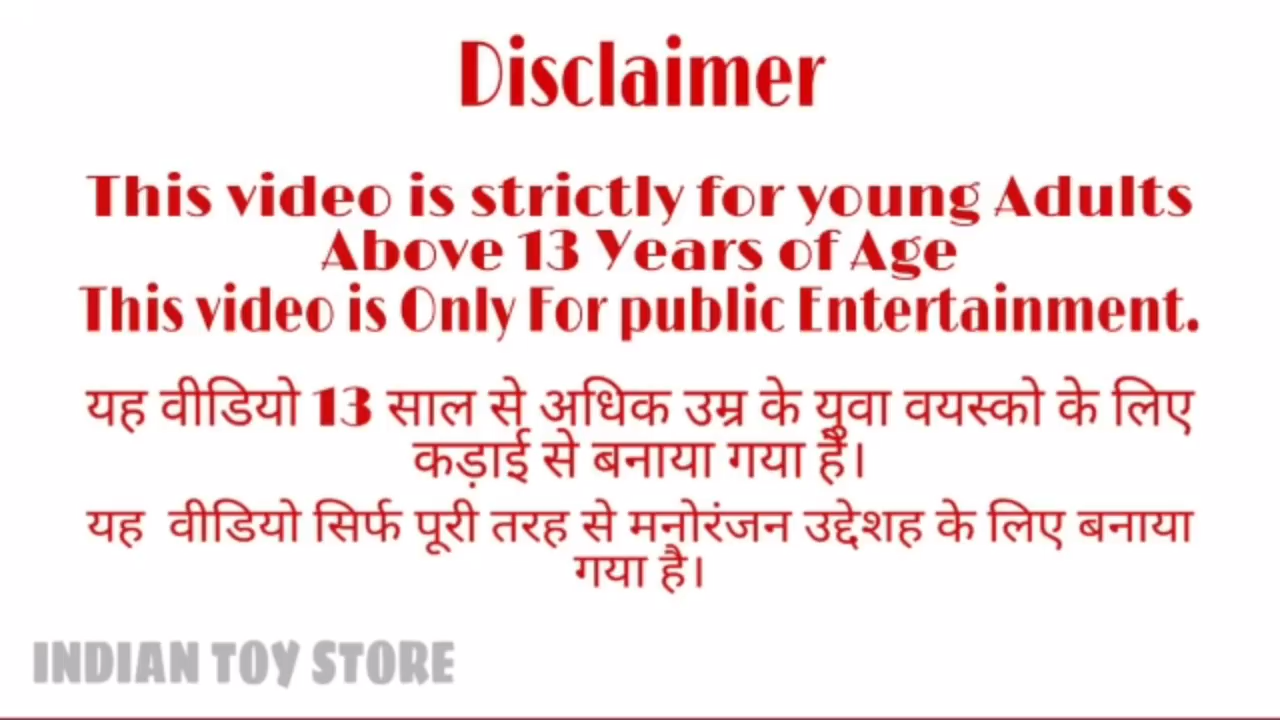 Disclaimer
This video is strictly for young Adults
Above 13 Years of Age
This video is Only For public Entertainment.
यह वीडियो 13 साल से अधिक उम्र के युवा वयस्को के लिए
कड़ाई से बनाया गया हैं।
यह वीडियो सिर्फ पूरी तरह से मनोरंजन उद्देशह के लिए बनाया
गया है।
INDIAN TOY STORE